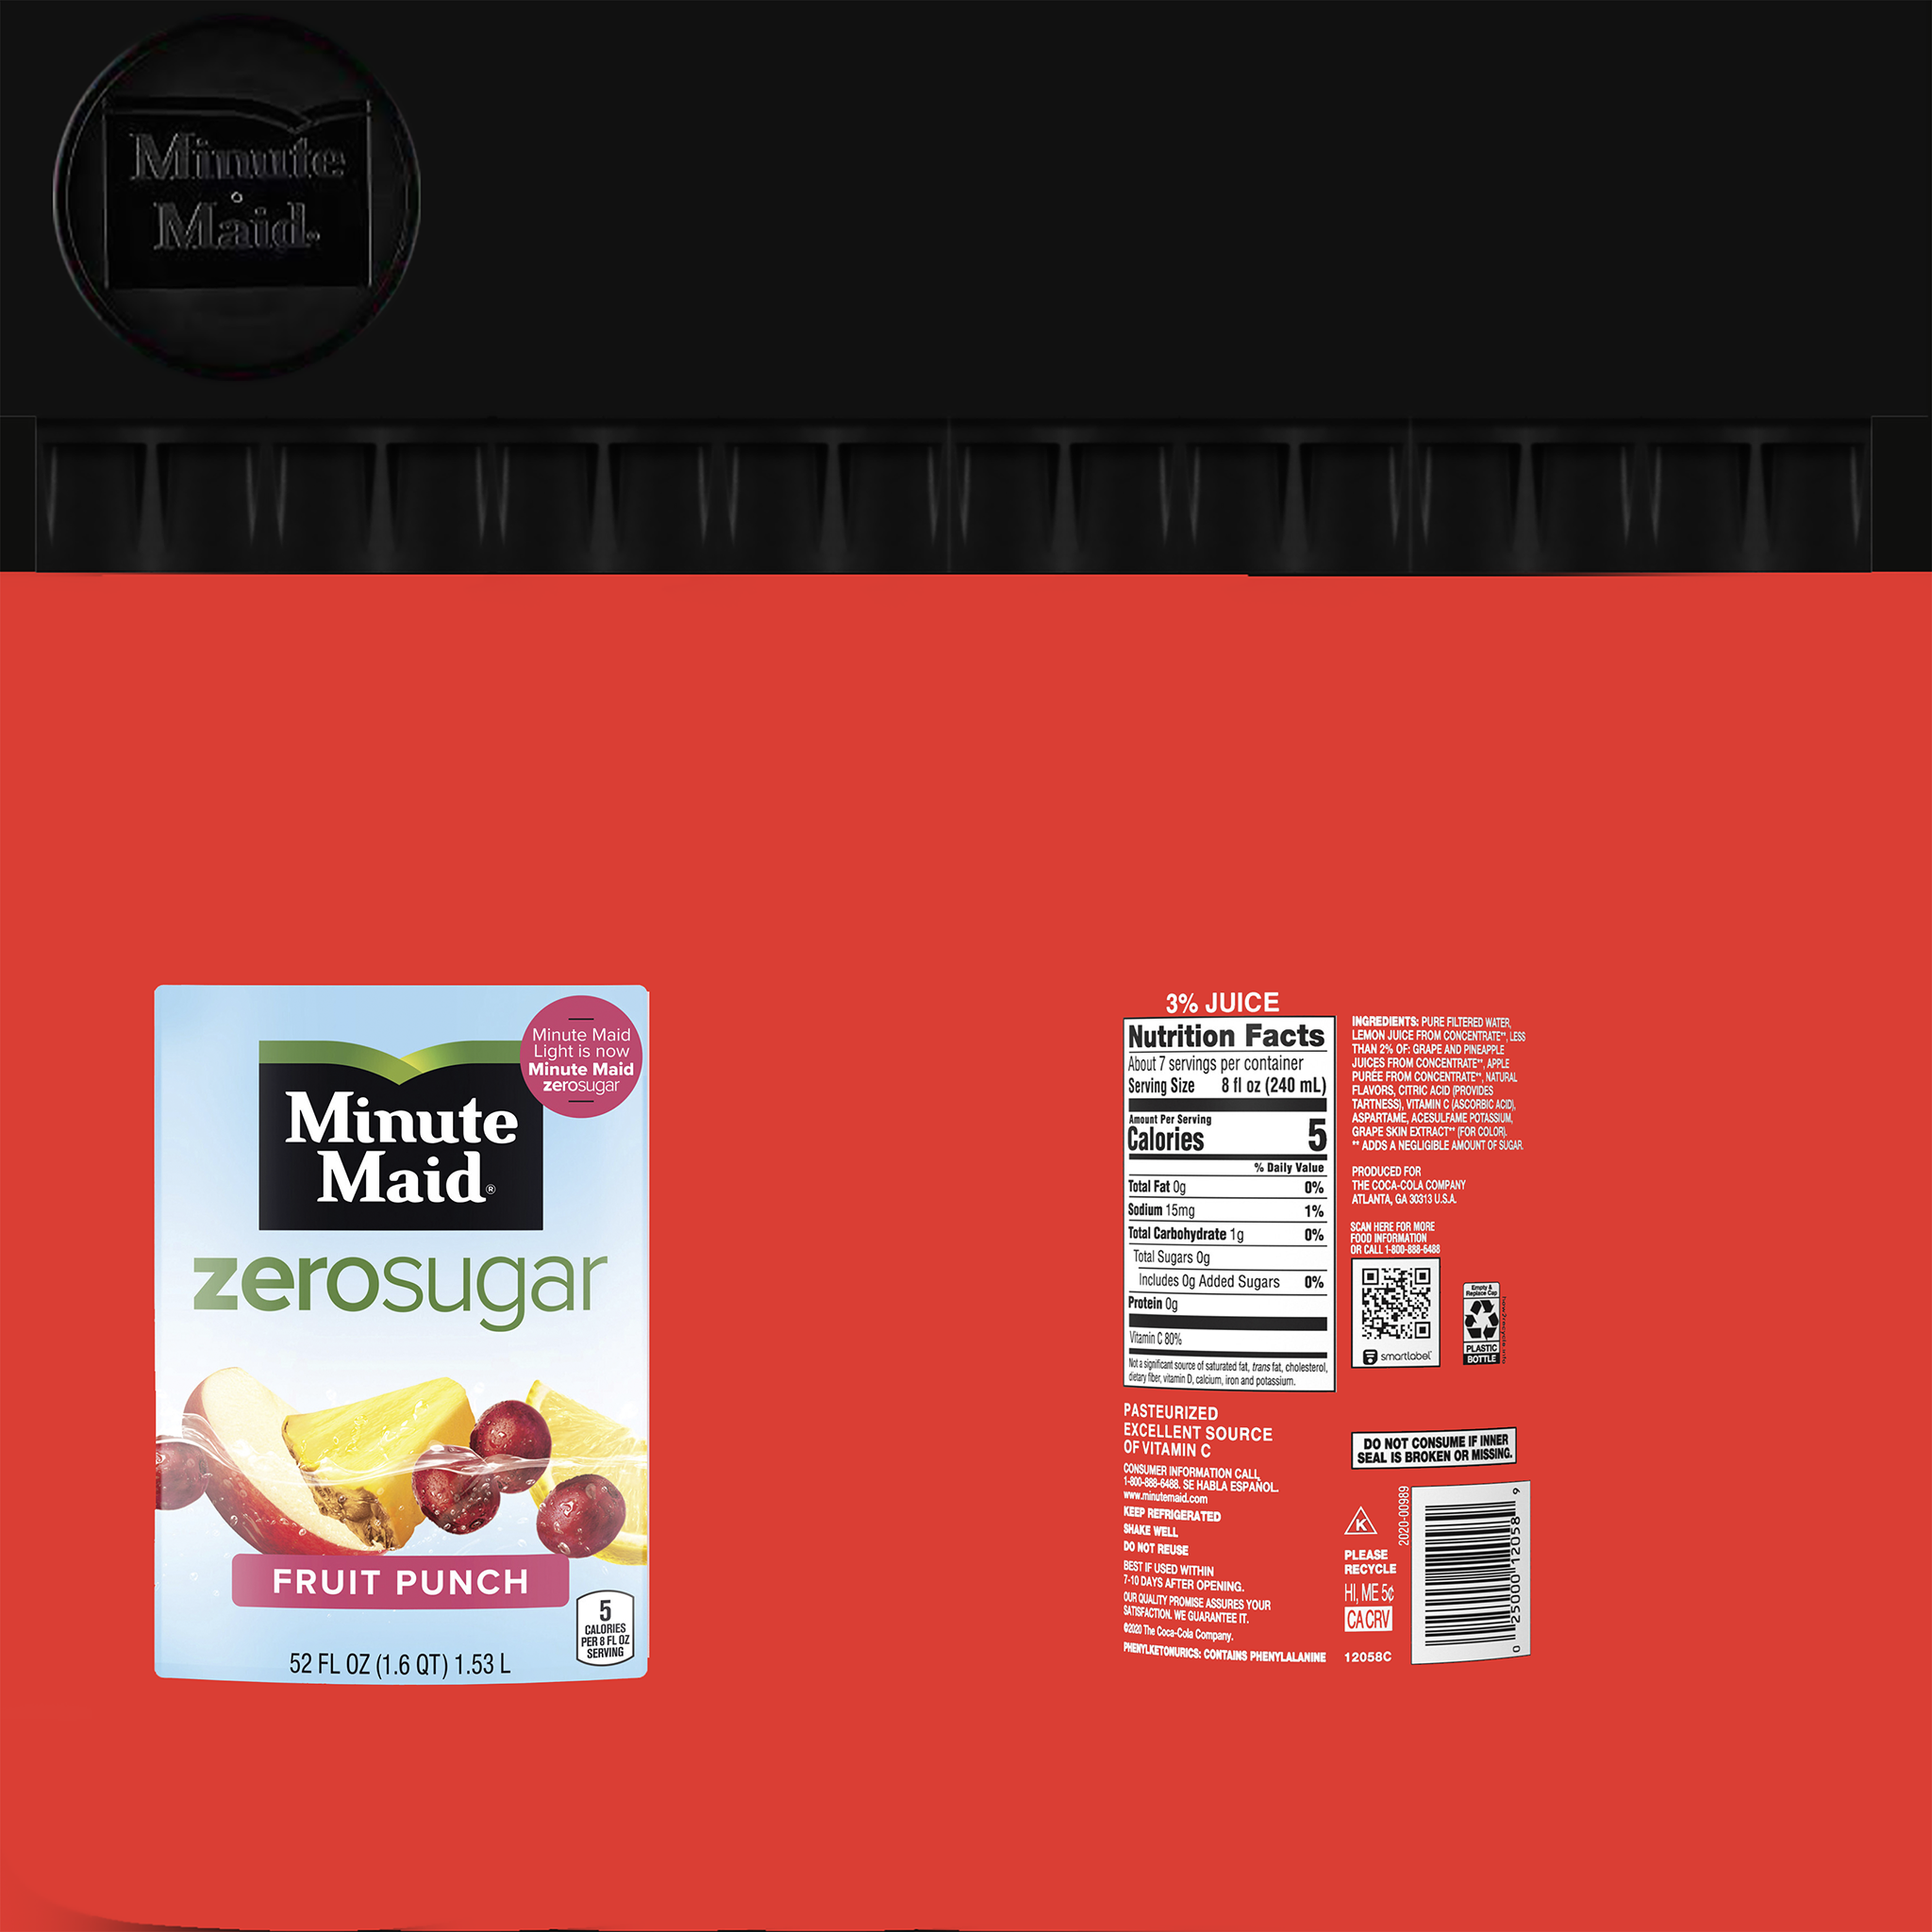 Minute
Maid
Minute Maid
Light is now
Minute Maid
zerosugar
Minute
Maid®
zerosugar
FRUIT PUNCH
5
CALORIES
PER 8 FL OZ
SERVING
52 FL OZ (1.6 QT) 1.53 L
3% JUICE
Nutrition Facts
About 7 servings per container
Serving Size 8 fl oz (240 mL)
Amount Per Serving
Calories 5
% Daily Value
Total Fat 0g 0%
Sodium 15mg 1%
Total Carbohydrate 1g 0%
Total Sugars 0g
Includes 0g Added Sugars 0%
Protein 0g
Vitamin C 80%
Not a significant source of saturated fat, trans fat, cholesterol,
dietary fiber, vitamin D, calcium, iron and potassium.
PASTEURIZED
EXCELLENT SOURCE
OF VITAMIN C
CONSUMER INFORMATION CALL,
1-800-888-6488. SE HABLA ESPAÑOL.
www.minutemaid.com
KEEP REFRIGERATED
SHAKE WELL
DO NOT REUSE
BEST IF USED WITHIN
7-10 DAYS AFTER OPENING.
OUR QUALITY PROMISE ASSURES YOUR
SATISFACTION. WE GUARANTEE IT.
©2020 The Coca-Cola Company.
PHENYLKETONURICS: CONTAINS PHENYLALANINE
INGREDIENTS: PURE FILTERED WATER,
LEMON JUICE FROM CONCENTRATE**, LESS
THAN 2% OF: GRAPE AND PINEAPPLE
JUICES FROM CONCENTRATE**, APPLE
PURÉE FROM CONCENTRATE**, NATURAL
FLAVORS, CITRIC ACID (PROVIDES
TARTNESS), VITAMIN C (ASCORBIC ACID),
ASPARTAME, ACESULFAME POTASSIUM,
GRAPE SKIN EXTRACT** (FOR COLOR).
** ADDS A NEGLIGIBLE AMOUNT OF SUGAR.
PRODUCED FOR
THE COCA-COLA COMPANY
ATLANTA, GA 30313 U.S.A.
SCAN HERE FOR MORE
FOOD INFORMATION
OR CALL 1-800-888-6488
smartlabel™
Empty &
Replace Cap
PLASTIC
BOTTLE
how2recycle.info
DO NOT CONSUME IF INNER
SEAL IS BROKEN OR MISSING.
K
2020-00989
PLEASE
RECYCLE
HI, ME 5¢
CA CRV
12058C
0 25000 12058 9